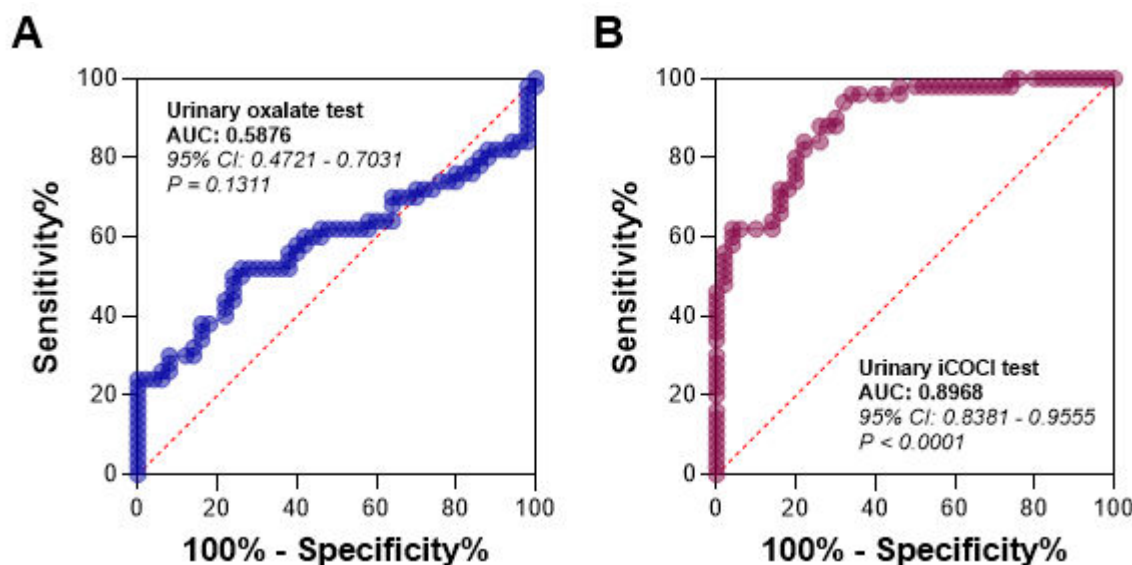 A
Sensitivity%
100
80
60
40
20
0
Urinary oxalate test
AUC: 0.5876
95% CI: 0.4721 - 0.7031
P = 0.1311
0 20 40 60 80 100
100% - Specificity%
B
Sensitivity%
100
80
60
40
20
0
Urinary iCOCI test
AUC: 0.8968
95% CI: 0.8381 - 0.9555
P < 0.0001
0 20 40 60 80 100
100% - Specificity%